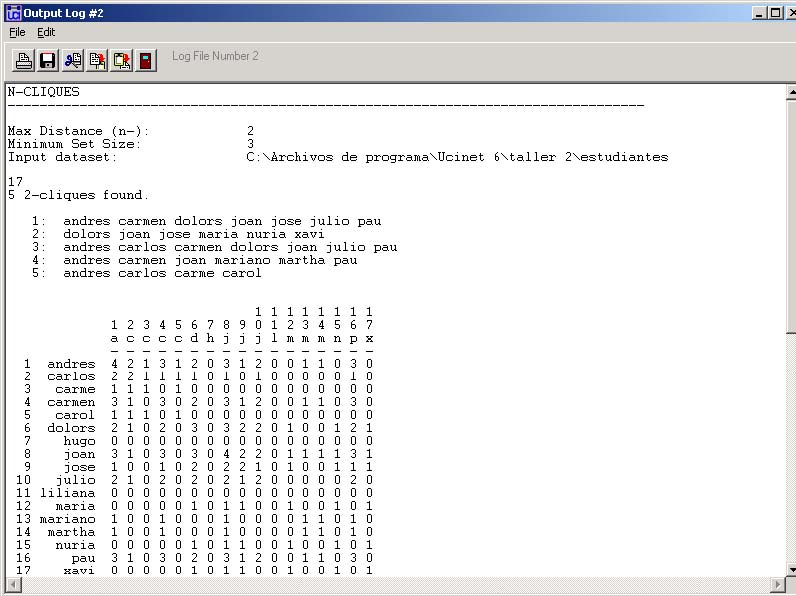 Output Log #2
File Edit
Log File Number 2
N-CLIQUES
--------------------------------------------------------------------------------
Max Distance (n-): 2
Minimum Set Size: 3
Input dataset: C:\Archivos de programa\Ucinet 6\taller 2\estudiantes
17
5 2-cliques found.
1: andres carmen dolors joan jose julio pau
2: dolors joan jose maria nuria xavi
3: andres carlos carmen dolors joan julio pau
4: andres carmen joan mariano martha pau
5: andres carlos carme carol
1 1 1 1 1 1 1 1
1 2 3 4 5 6 7 8 9 0 1 2 3 4 5 6 7
a c c c c d h j j j l m m m n p x
- - - - - - - - - - - - - - - - -
1 andres 4 2 1 3 1 2 0 3 1 2 0 0 1 1 0 3 0
2 carlos 2 2 1 1 1 1 0 1 0 1 0 0 0 0 0 1 0
3 carme 1 1 1 0 1 0 0 0 0 0 0 0 0 0 0 0 0
4 carmen 3 1 0 3 0 2 0 3 1 2 0 0 1 1 0 3 0
5 carol 1 1 1 0 1 0 0 0 0 0 0 0 0 0 0 0 0
6 dolors 2 1 0 2 0 3 0 3 2 2 0 1 0 0 1 2 1
7 hugo 0 0 0 0 0 0 0 0 0 0 0 0 0 0 0 0 0
8 joan 3 1 0 3 0 3 0 4 2 2 0 1 1 1 1 3 1
9 jose 1 0 0 1 0 2 0 2 2 1 0 1 0 0 1 1 1
10 julio 2 1 0 2 0 2 0 2 1 2 0 0 0 0 0 2 0
11 liliana 0 0 0 0 0 0 0 0 0 0 0 0 0 0 0 0 0
12 maria 0 0 0 0 0 1 0 1 1 0 0 1 0 0 1 0 1
13 mariano 1 0 0 1 0 0 0 1 0 0 0 0 1 1 0 1 0
14 martha 1 0 0 1 0 0 0 1 0 0 0 0 1 1 0 1 0
15 nuria 0 0 0 0 0 1 0 1 1 0 0 1 0 0 1 0 1
16 pau 3 1 0 3 0 2 0 3 1 2 0 0 1 1 0 3 0
17 xavi 0 0 0 0 0 1 0 1 1 0 0 1 0 0 1 0 1